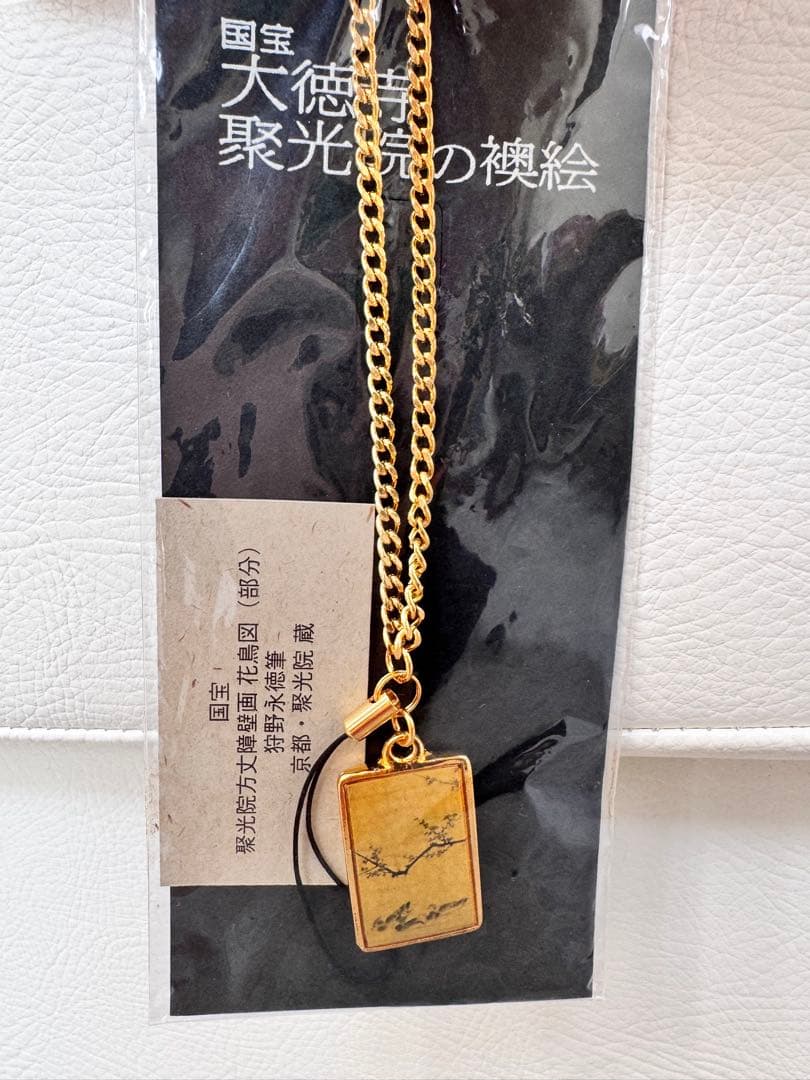 国宝
大徳寺
聚光院の襖絵
国宝
聚光院方丈障壁画 花鳥図（部分）
狩野永徳筆
京都・聚光院 蔵